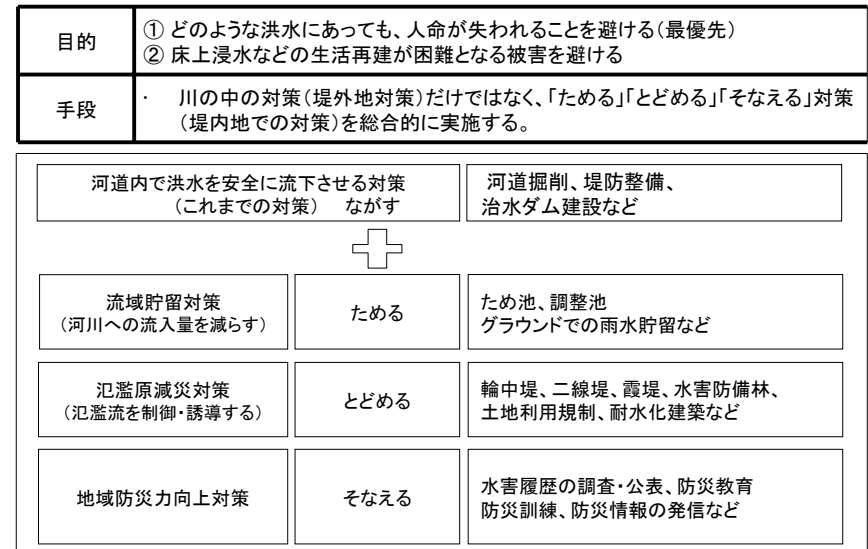 目的
① どのような洪水にあっても、人命が失われることを避ける(最優先)
② 床上浸水などの生活再建が困難となる被害を避ける
手段
・ 川の中の対策(堤外地対策)だけではなく、「ためる」「とどめる」「そなえる」対策
(堤内地での対策)を総合的に実施する。
河道内で洪水を安全に流下させる対策
(これまでの対策) ながす
河道掘削、堤防整備、
治水ダム建設など
流域貯留対策
(河川への流入量を減らす)
ためる
ため池、調整池
グラウンドでの雨水貯留など
氾濫原減災対策
(氾濫流を制御・誘導する)
とどめる
輪中堤、二線堤、霞堤、水害防備林、
土地利用規制、耐水化建築など
地域防災力向上対策
そなえる
水害履歴の調査・公表、防災教育
防災訓練、防災情報の発信など